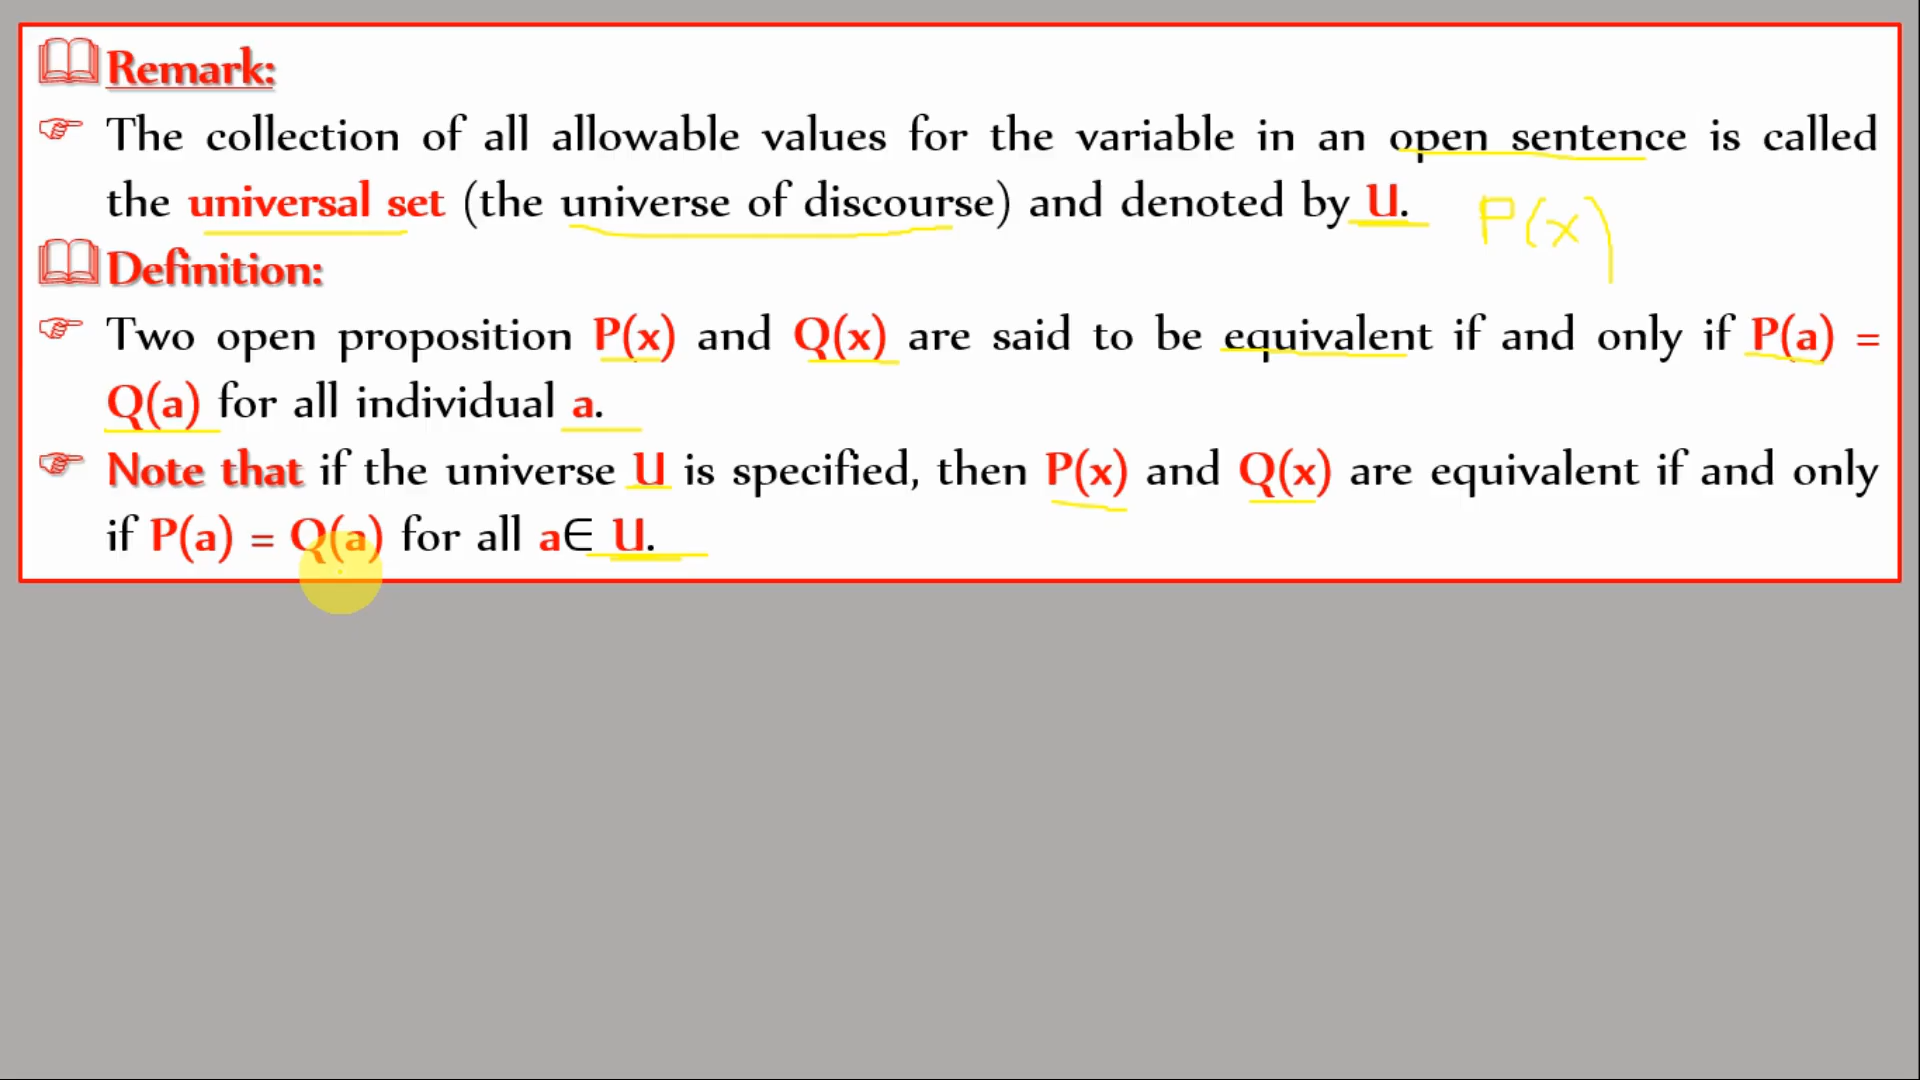 Remark:
The collection of all allowable values for the variable in an open sentence is called
the universal set (the universe of discourse) and denoted by U.
P(x)
Definition:
Two open proposition P(x) and Q(x) are said to be equivalent if and only if P(a) =
Q(a) for all individual a.
Note that if the universe U is specified, then P(x) and Q(x) are equivalent if and only
if P(a) = Q(a) for all a∈ U.